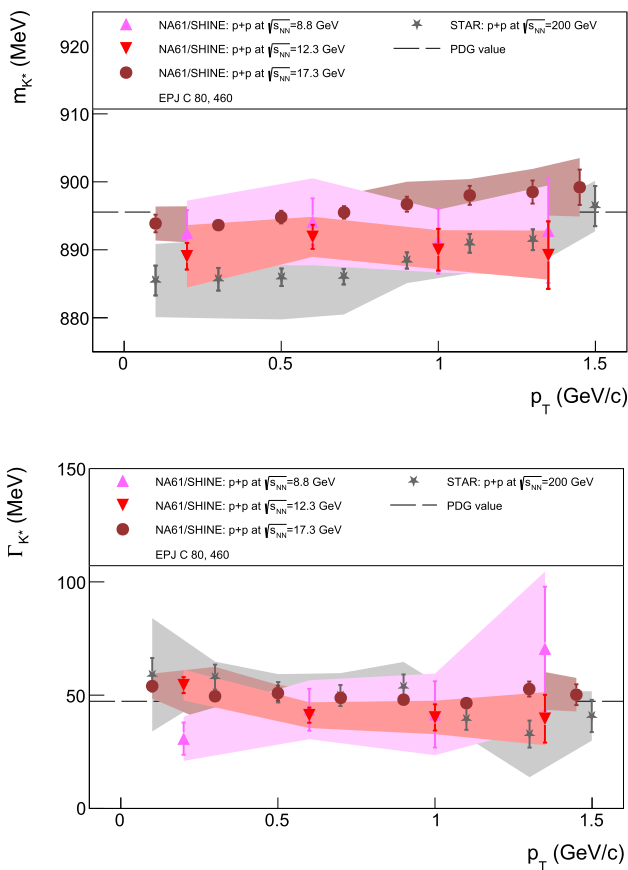 m_K* (MeV)
920
910
900
890
880
NA61/SHINE: p+p at √s_NN=8.8 GeV
NA61/SHINE: p+p at √s_NN=12.3 GeV
NA61/SHINE: p+p at √s_NN=17.3 GeV
EPJ C 80, 460
STAR: p+p at √s_NN=200 GeV
PDG value
0 0.5 1 1.5
p_T (GeV/c)
Γ_K* (MeV)
150
100
50
0
NA61/SHINE: p+p at √s_NN=8.8 GeV
NA61/SHINE: p+p at √s_NN=12.3 GeV
NA61/SHINE: p+p at √s_NN=17.3 GeV
EPJ C 80, 460
STAR: p+p at √s_NN=200 GeV
PDG value
0 0.5 1 1.5
p_T (GeV/c)